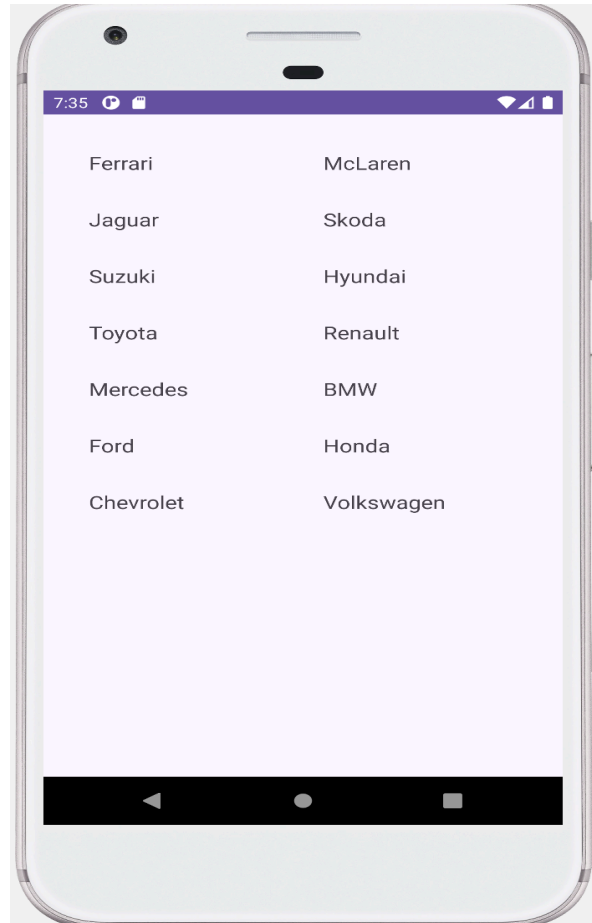 7:35
Ferrari McLaren
Jaguar Skoda
Suzuki Hyundai
Toyota Renault
Mercedes BMW
Ford Honda
Chevrolet Volkswagen